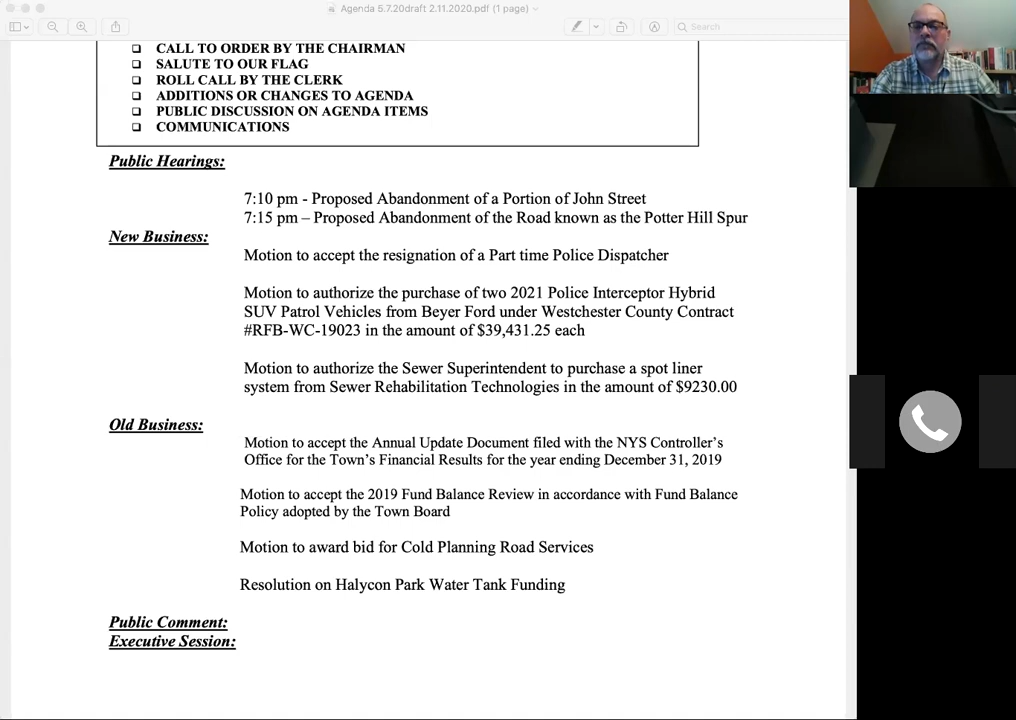 Agenda 5.7.20draft 2.11.2020.pdf (1 page)
Search
❑ CALL TO ORDER BY THE CHAIRMAN
❑ SALUTE TO OUR FLAG
❑ ROLL CALL BY THE CLERK
❑ ADDITIONS OR CHANGES TO AGENDA
❑ PUBLIC DISCUSSION ON AGENDA ITEMS
❑ COMMUNICATIONS
Public Hearings:
7:10 pm - Proposed Abandonment of a Portion of John Street
7:15 pm – Proposed Abandonment of the Road known as the Potter Hill Spur
New Business:
Motion to accept the resignation of a Part time Police Dispatcher
Motion to authorize the purchase of two 2021 Police Interceptor Hybrid
SUV Patrol Vehicles from Beyer Ford under Westchester County Contract
#RFB-WC-19023 in the amount of $39,431.25 each
Motion to authorize the Sewer Superintendent to purchase a spot liner
system from Sewer Rehabilitation Technologies in the amount of $9230.00
Old Business:
Motion to accept the Annual Update Document filed with the NYS Controller's
Office for the Town's Financial Results for the year ending December 31, 2019
Motion to accept the 2019 Fund Balance Review in accordance with Fund Balance
Policy adopted by the Town Board
Motion to award bid for Cold Planning Road Services
Resolution on Halycon Park Water Tank Funding
Public Comment:
Executive Session: